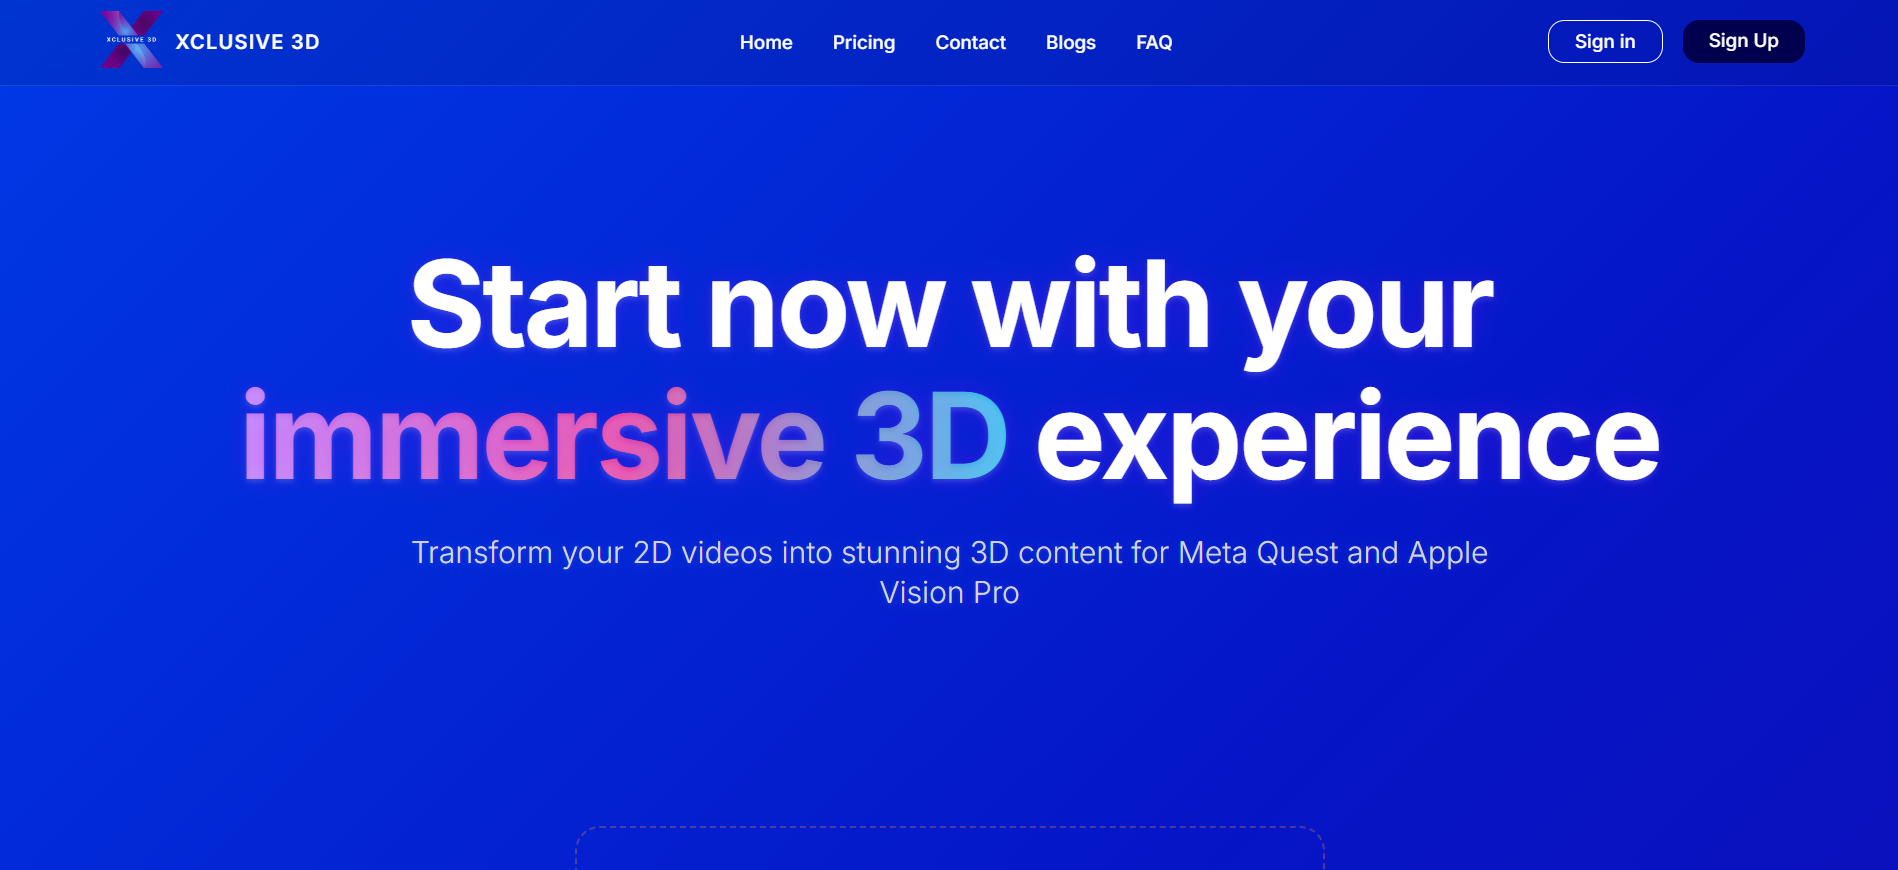 XCLUSIVE 3D
XCLUSIVE 3D
Home
Pricing
Contact
Blogs
FAQ
Sign in
Sign Up
Start now with your
immersive 3D experience
Transform your 2D videos into stunning 3D content for Meta Quest and Apple
Vision Pro